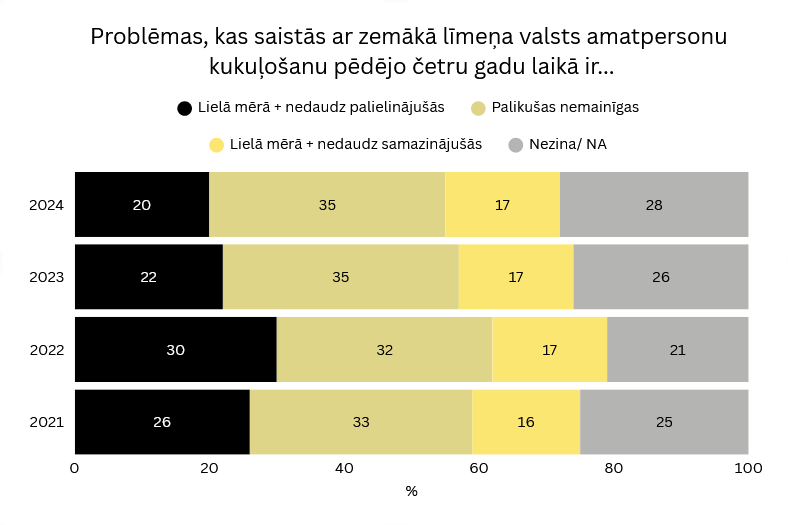 Problēmas, kas saistās ar zemākā līmeņa valsts amatpersonu
kukuļošanu pēdējo četru gadu laikā ir...
Lielā mērā + nedaudz palielinājušās
Palikušas nemainīgas
Lielā mērā + nedaudz samazinājušās
Nezina/ NA
2024 20 35 17 28
2023 22 35 17 26
2022 30 32 17 21
2021 26 33 16 25
0 20 40 60 80 100
%